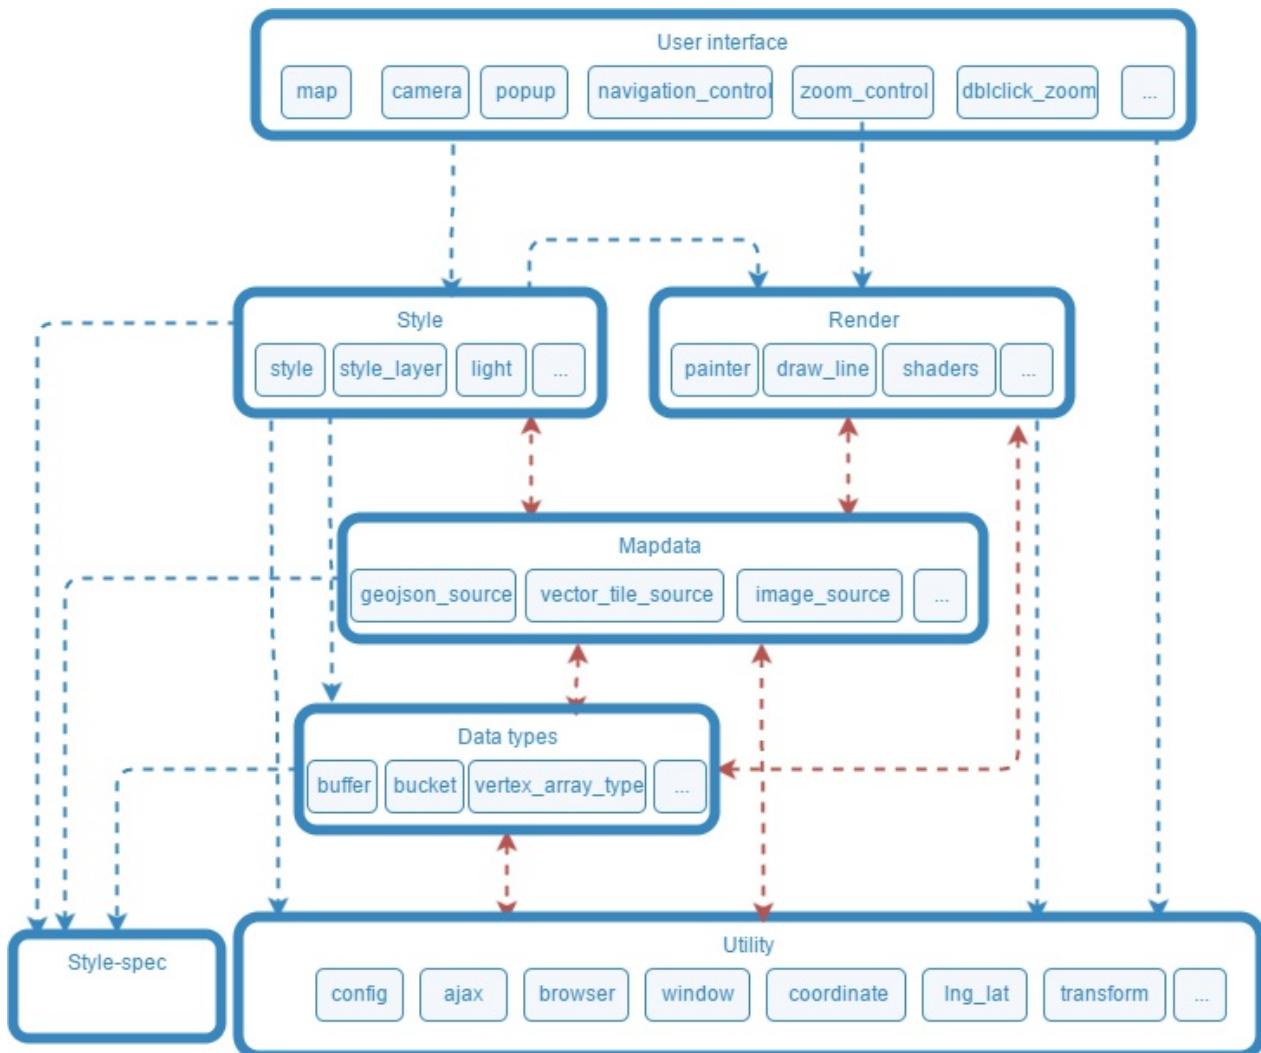 User interface
map camera popup navigation_control zoom_control dblclick_zoom ...
Style
style style_layer light ...
Render
painter draw_line shaders ...
Mapdata
geojson_source vector_tile_source image_source ...
Data types
buffer bucket vertex_array_type ...
Style-spec
Utility
config ajax browser window coordinate lng_lat transform ...